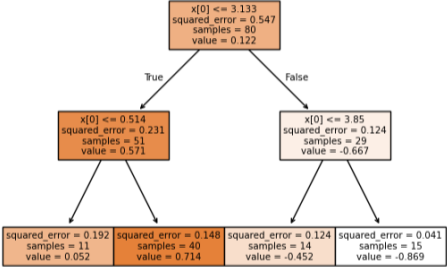 x[0] <= 3.133
squared_error = 0.547
samples = 80
value = 0.122
True
False
x[0] <= 0.514
squared_error = 0.231
samples = 51
value = 0.571
x[0] <= 3.85
squared_error = 0.124
samples = 29
value = -0.667
squared_error = 0.192
samples = 11
value = 0.052
squared_error = 0.148
samples = 40
value = 0.714
squared_error = 0.124
samples = 14
value = -0.452
squared_error = 0.041
samples = 15
value = -0.869